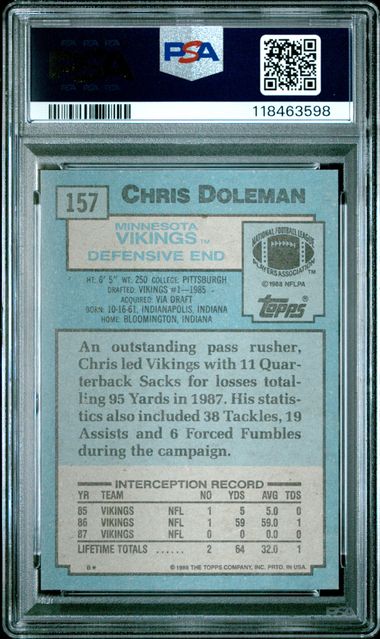 PSA
PSA
118463598
157
CHRIS DOLEMAN
MINNESOTA
VIKINGS™
DEFENSIVE END
NATIONAL FOOTBALL LEAGUE
PLAYERS ASSOCIATION
© 1988 NFLPA
topps
HT. 6' 5" WT. 250 COLLEGE: PITTSBURGH
DRAFTED: VIKINGS #1—1985
ACQUIRED: VIA DRAFT
BORN: 10-16-61, INDIANAPOLIS, INDIANA
HOME: BLOOMINGTON, INDIANA
An outstanding pass rusher,
Chris led Vikings with 11 Quar-
terback Sacks for losses total-
ling 95 Yards in 1987. His statis-
tics also included 38 Tackles, 19
Assists and 6 Forced Fumbles
during the campaign.
INTERCEPTION RECORD
YR TEAM NO YDS AVG TDS
85 VIKINGS NFL 1 5 5.0 0
86 VIKINGS NFL 1 59 59.0 1
87 VIKINGS NFL 0 0 0 0
LIFETIME TOTALS ...... 2 64 32.0 1
B* © 1988 THE TOPPS COMPANY, INC. PRTD. IN USA.
PSA